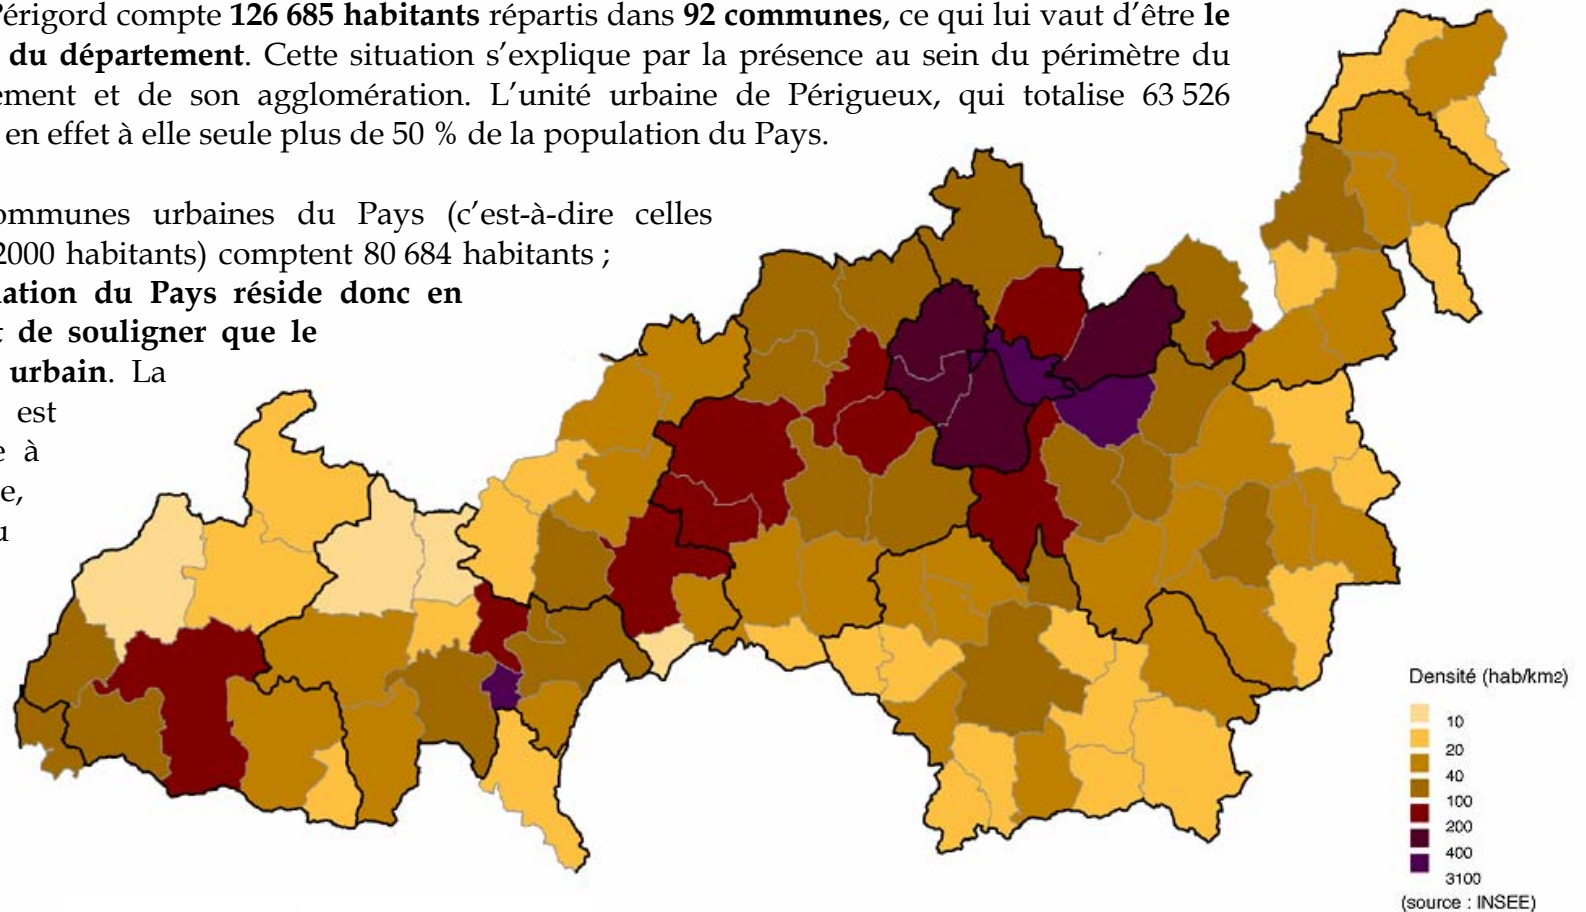 Périgord compte 126 685 habitants répartis dans 92 communes, ce qui lui vaut d’être le
du département. Cette situation s’explique par la présence au sein du périmètre du
ement et de son agglomération. L’unité urbaine de Périgueux, qui totalise 63 526
en effet à elle seule plus de 50 % de la population du Pays.
ommunes urbaines du Pays (c’est-à-dire celles
2000 habitants) comptent 80 684 habitants ;
lation du Pays réside donc en
t de souligner que le
urbain. La
est
e à
e,
u
Densité (hab/km2)
10
20
40
100
200
400
3100
(source : INSEE)